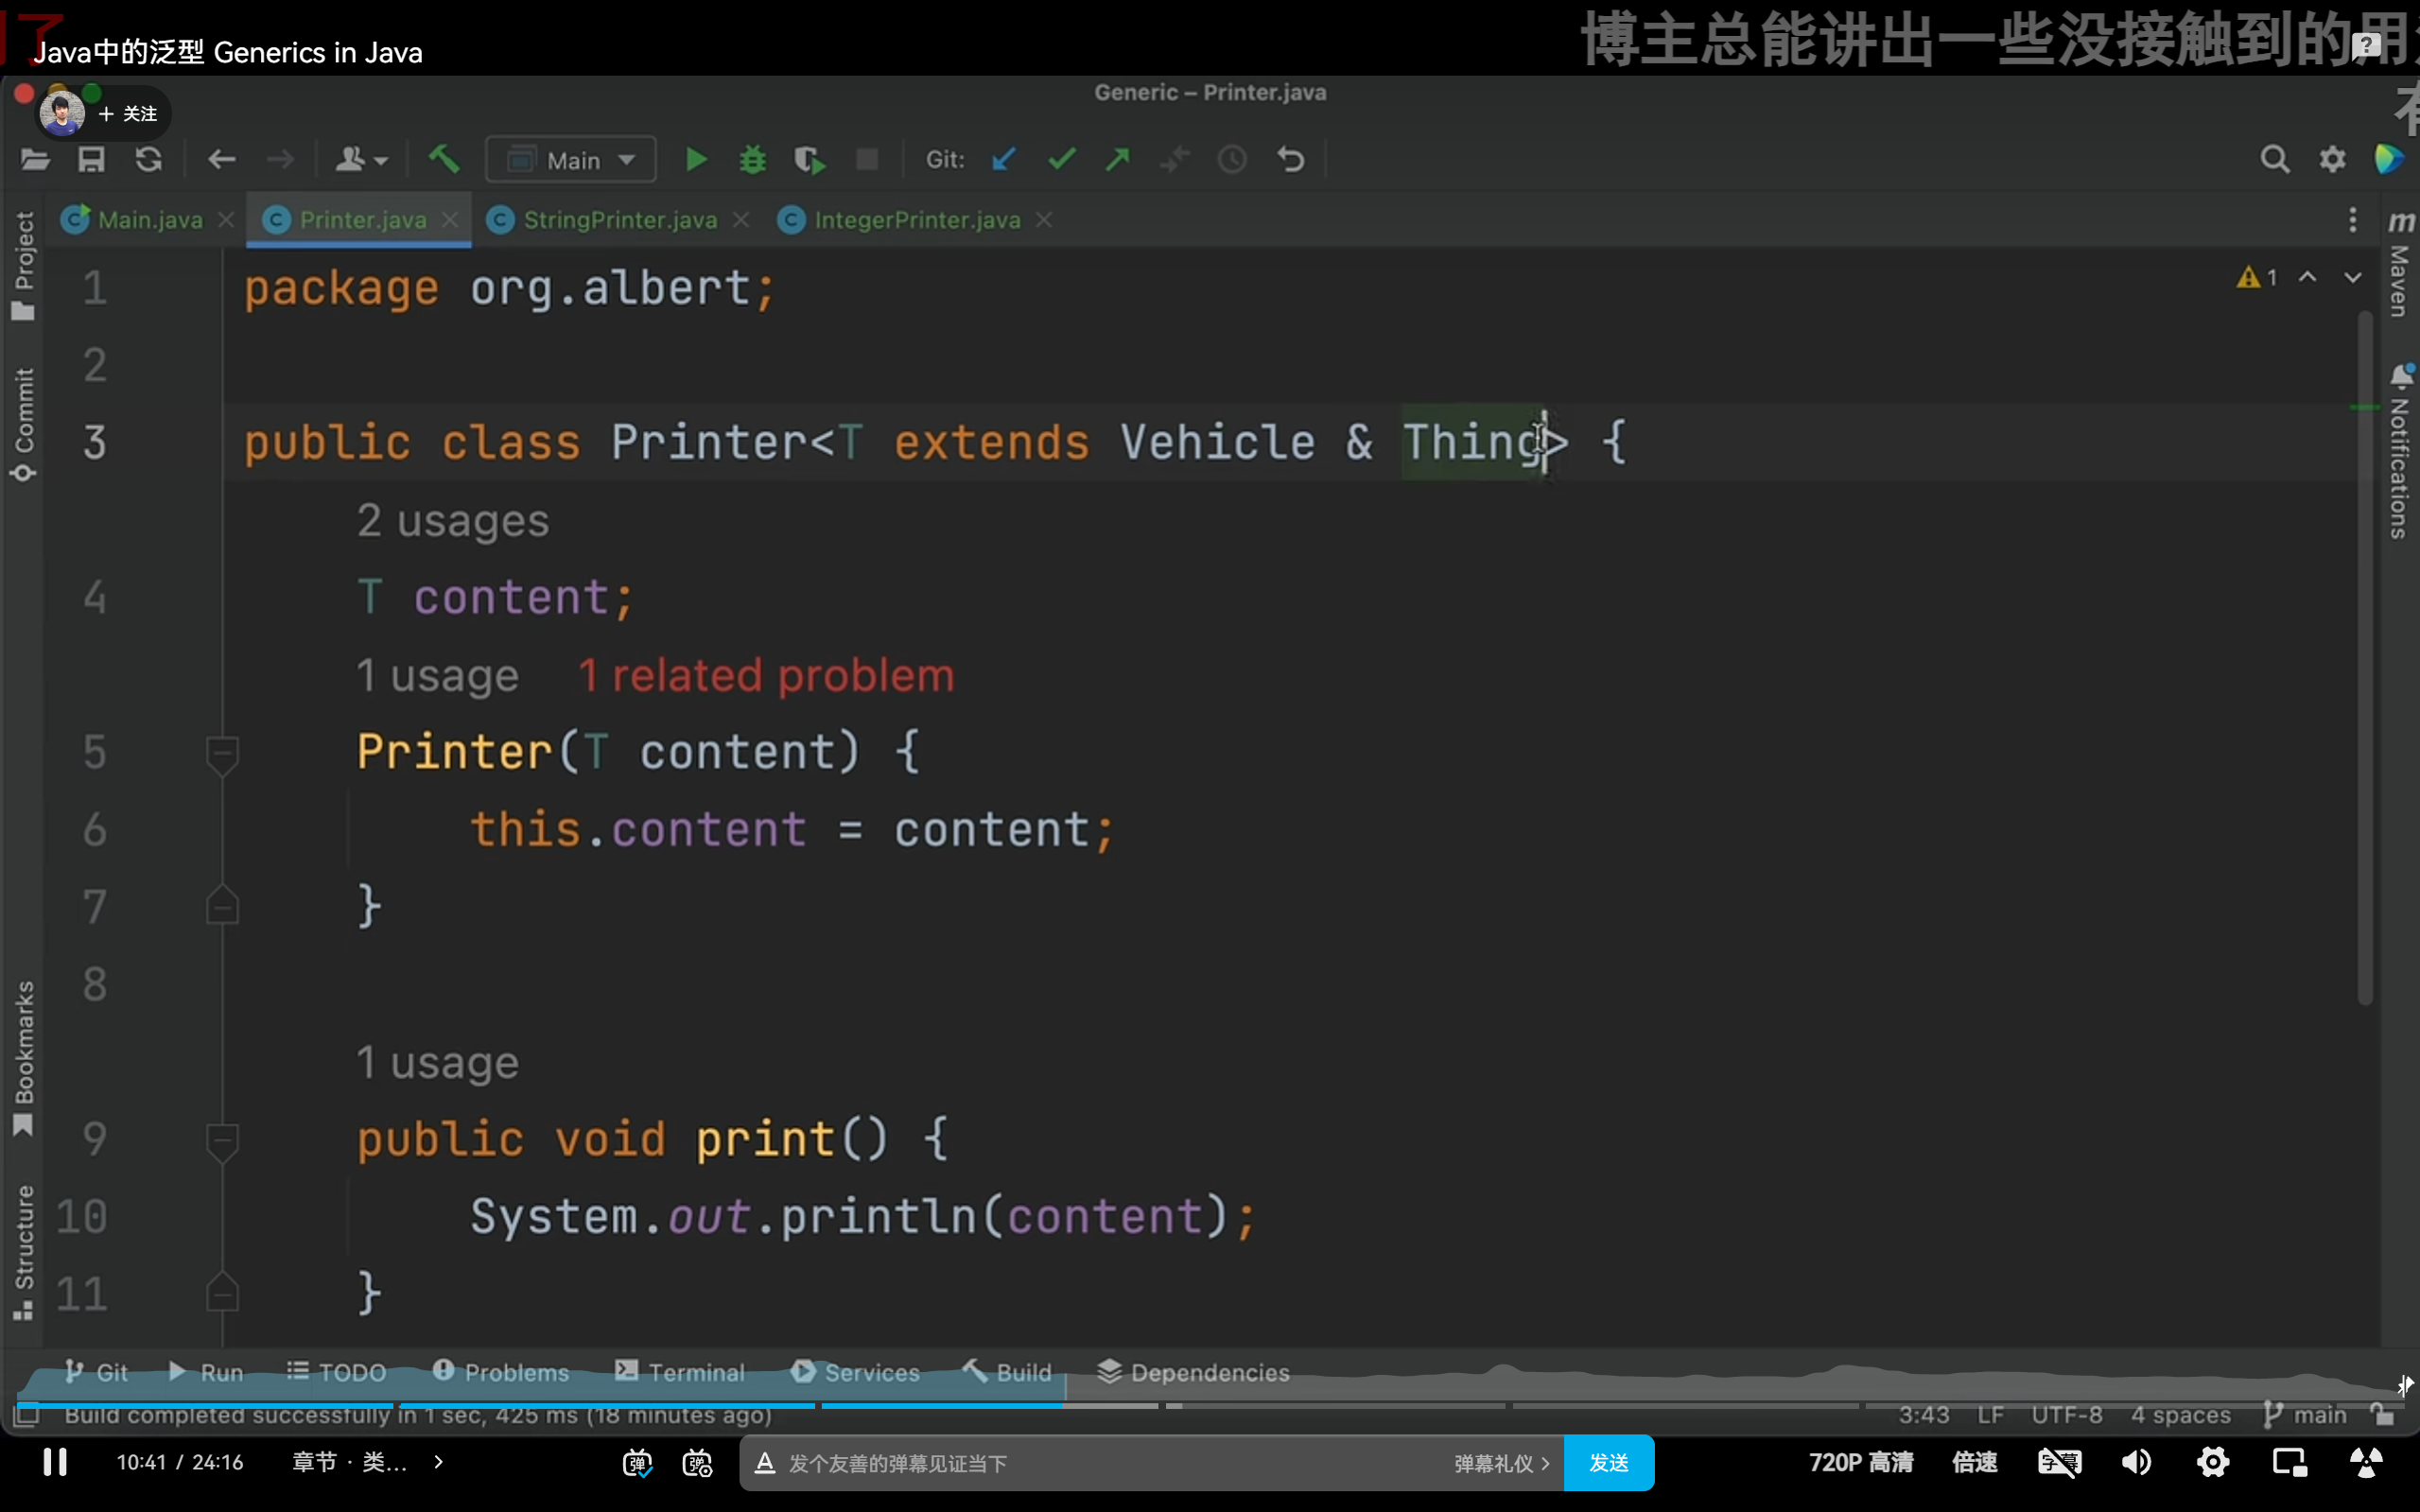 了
Java中的泛型 Generics in Java
博主总能讲出一些没接触到的用
+ 关注
Generic – Printer.java
Main
Git:
Main.java
Printer.java
StringPrinter.java
IntegerPrinter.java
Project
Commit
Bookmarks
Structure
m
Maven
Notifications
1
1 package org.albert;
2
3 public class Printer<T extends Vehicle & Thing> {
2 usages
4 T content;
1 usage 1 related problem
5 Printer(T content) {
6 this.content = content;
7 }
8
1 usage
9 public void print() {
10 System.out.println(content);
11 }
Git Run TODO Problems Terminal Services Build Dependencies
Build completed successfully in 1 sec, 425 ms (18 minutes ago)
3:43 LF UTF-8 4 spaces main
10:41 / 24:16 章节 · 类... 弹 弹 A 发个友善的弹幕见证当下 弹幕礼仪 > 发送 720P 高清 倍速 字幕